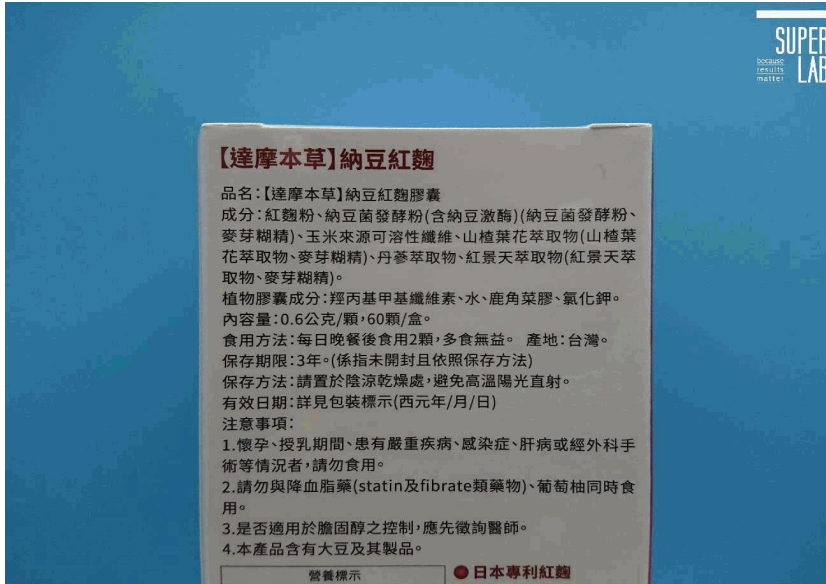 SUPER
LAB
because
results
matter
【達摩本草】納豆紅麴
品名:【達摩本草】納豆紅麴膠囊
成分:紅麴粉、納豆菌發酵粉(含納豆激酶)(納豆菌發酵粉、
麥芽糊精)、玉米來源可溶性纖維、山楂葉花萃取物(山楂葉
花萃取物、麥芽糊精)、丹蔘萃取物、紅景天萃取物(紅景天萃
取物、麥芽糊精)。
植物膠囊成分:羥丙基甲基纖維素、水、鹿角菜膠、氯化鉀。
內容量:0.6公克/顆,60顆/盒。
食用方法:每日晚餐後食用2顆,多食無益。 產地:台灣。
保存期限:3年。(係指未開封且依照保存方法)
保存方法:請置於陰涼乾燥處,避免高溫陽光直射。
有效日期:詳見包裝標示(西元年/月/日)
注意事項:
1.懷孕、授乳期間、患有嚴重疾病、感染症、肝病或經外科手
術等情況者,請勿食用。
2.請勿與降血脂藥(statin及fibrate類藥物)、葡萄柚同時食
用。
3.是否適用於膽固醇之控制,應先徵詢醫師。
4.本產品含有大豆及其製品。
營養標示
日本專利紅麴